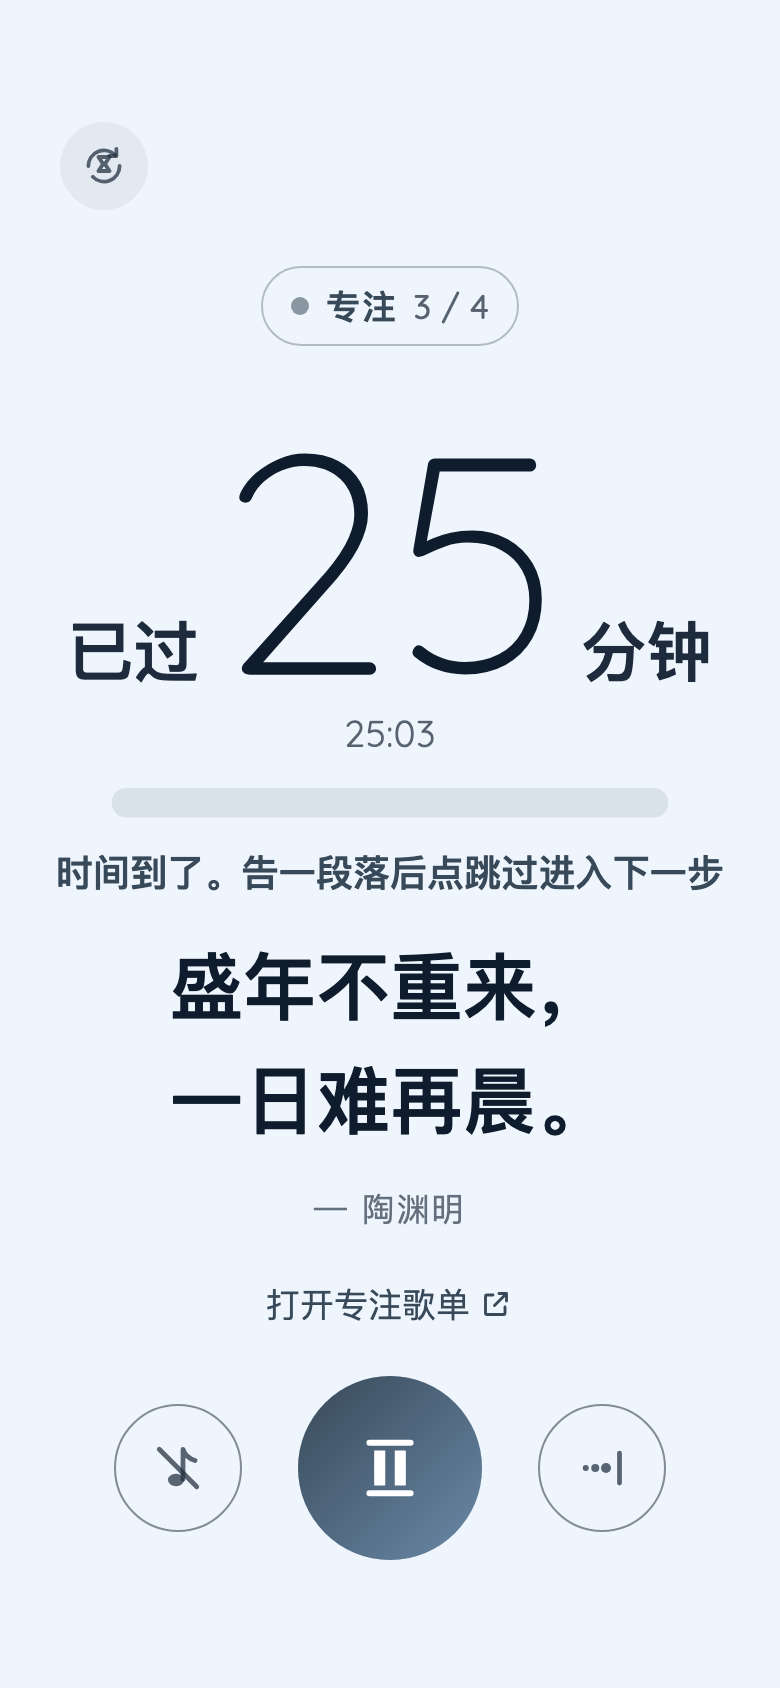 专注 3 / 4
已过 25 分钟
25:03
时间到了。告一段落后点跳过进入下一步
盛年不重来，
一日难再晨。
— 陶渊明
打开专注歌单